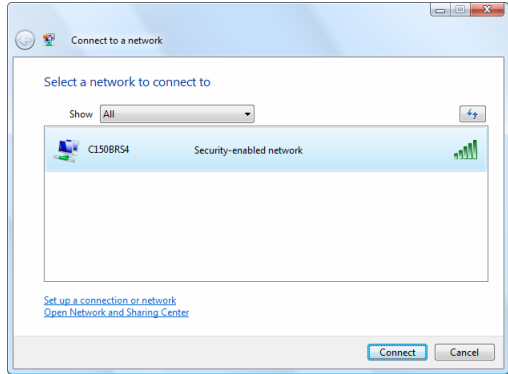 Connect to a network
Select a network to connect to
Show All
C150BRS4 Security-enabled network
Set up a connection or network
Open Network and Sharing Center
Connect Cancel